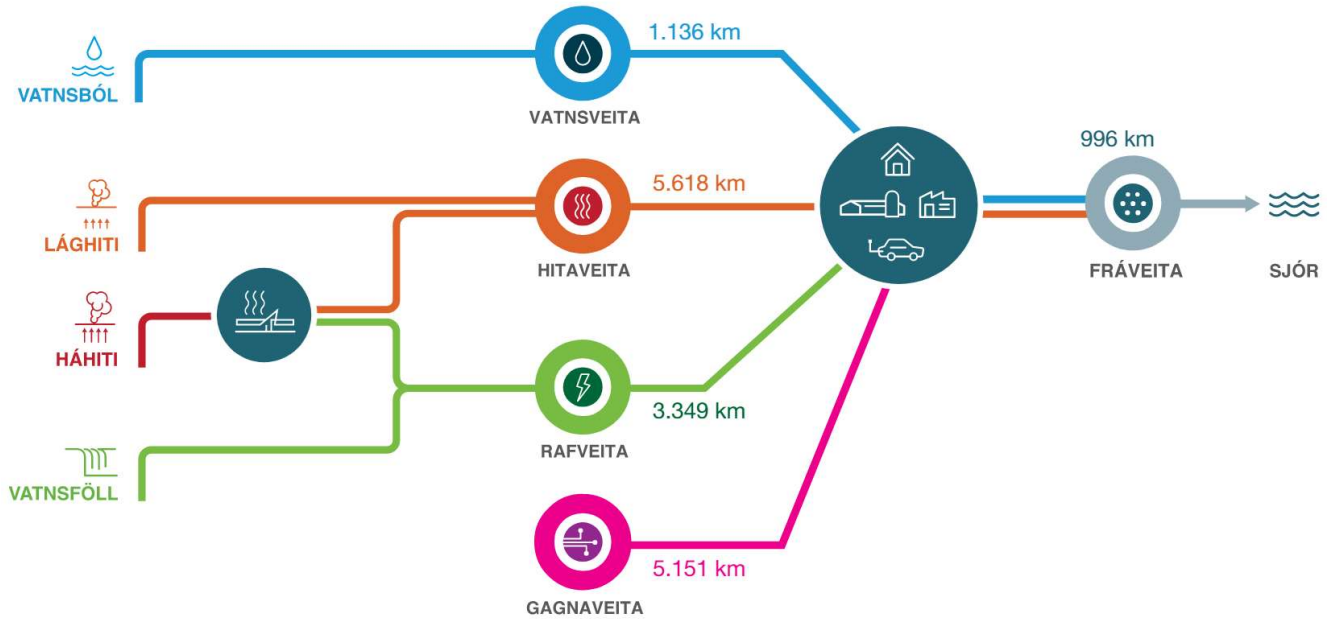 1.136 km
VATNSBÓL
VATNSVEITA
996 km
5.618 km
LÁGHITI
HITAVEITA
FRÁVEITA
SJÓR
HÁHITI
3.349 km
RAFVEITA
VATNSFÖLL
5.151 km
GAGNAVEITA